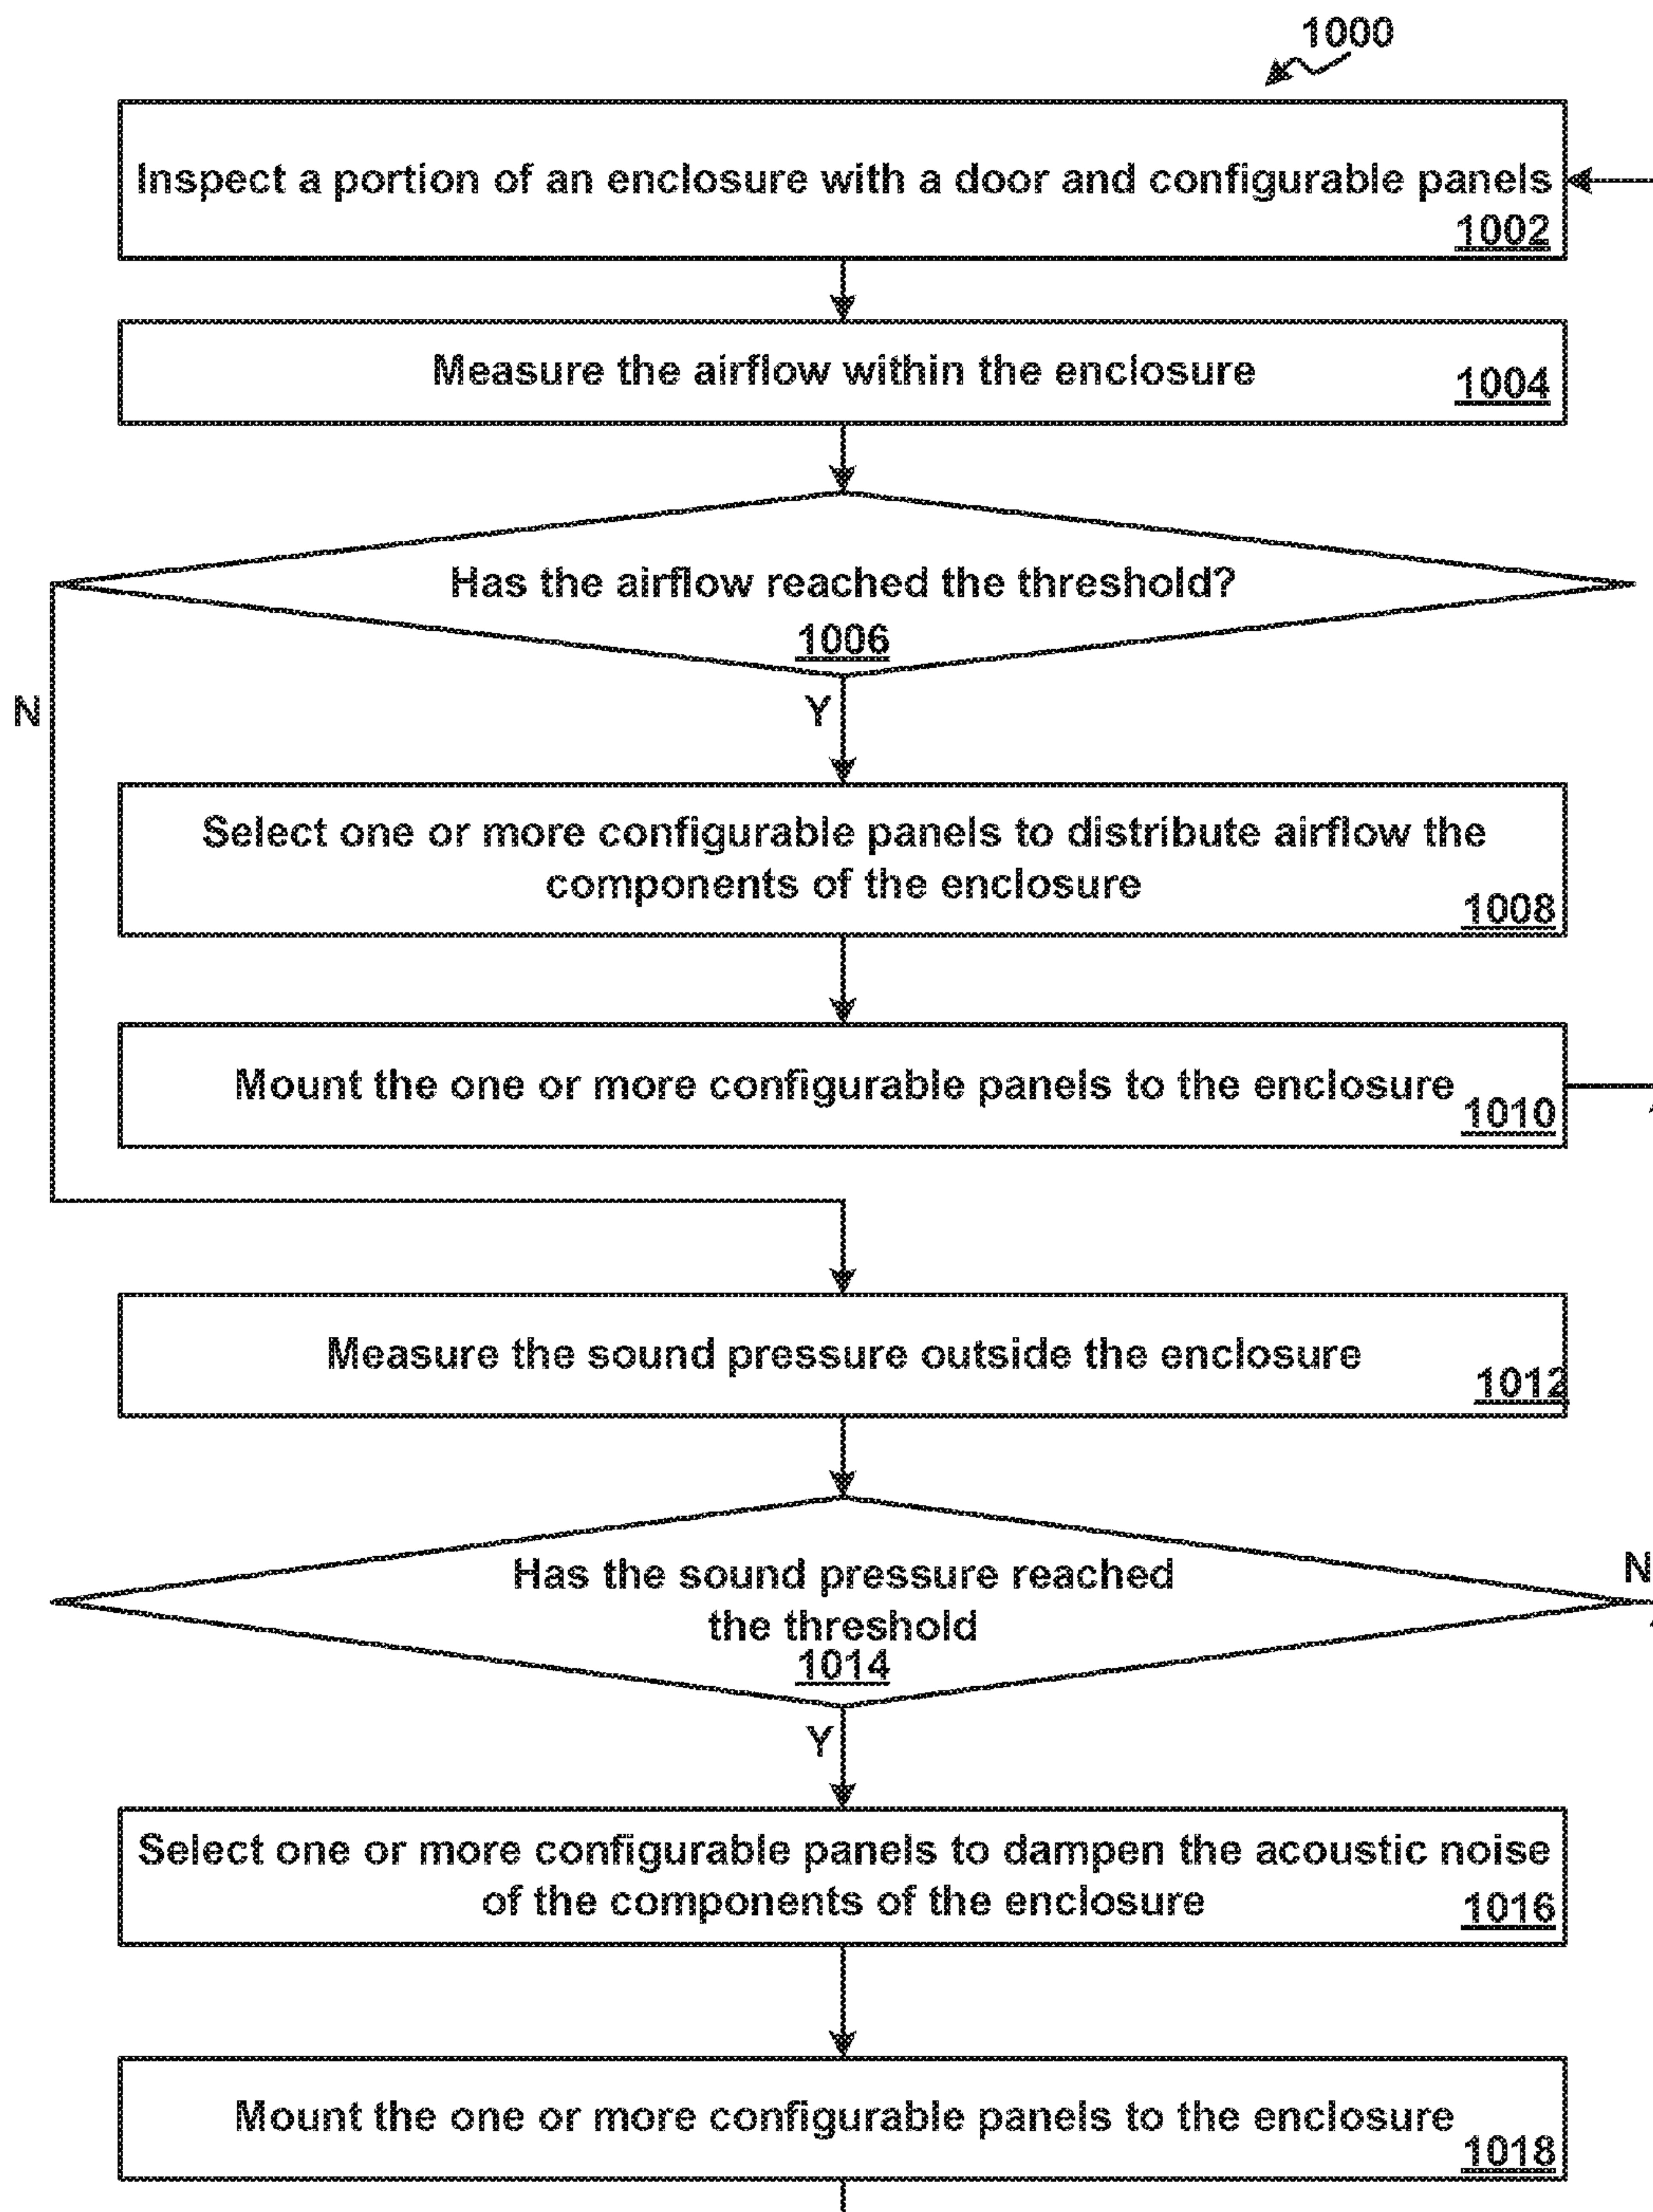 1000
Inspect a portion of an enclosure with a door and configurable panels
1002
Measure the airflow within the enclosure
1004
Has the airflow reached the threshold?
1006
N
Y
Select one or more configurable panels to distribute airflow the
components of the enclosure
1008
Mount the one or more configurable panels to the enclosure
1010
Measure the sound pressure outside the enclosure
1012
Has the sound pressure reached
the threshold
1014
N
Y
Select one or more configurable panels to dampen the acoustic noise
of the components of the enclosure
1016
Mount the one or more configurable panels to the enclosure
1018